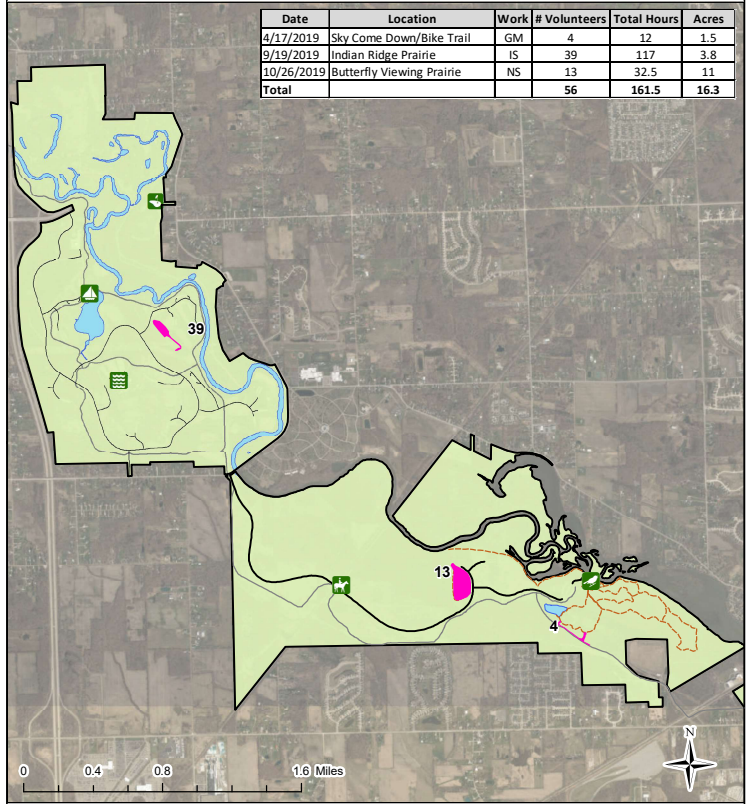 Date Location Work # Volunteers Total Hours Acres
4/17/2019 Sky Come Down/Bike Trail GM 4 12 1.5
9/19/2019 Indian Ridge Prairie IS 39 117 3.8
10/26/2019 Butterfly Viewing Prairie NS 13 32.5 11
Total 56 161.5 16.3
39
13
4
N
0 0.4 0.8 1.6 Miles